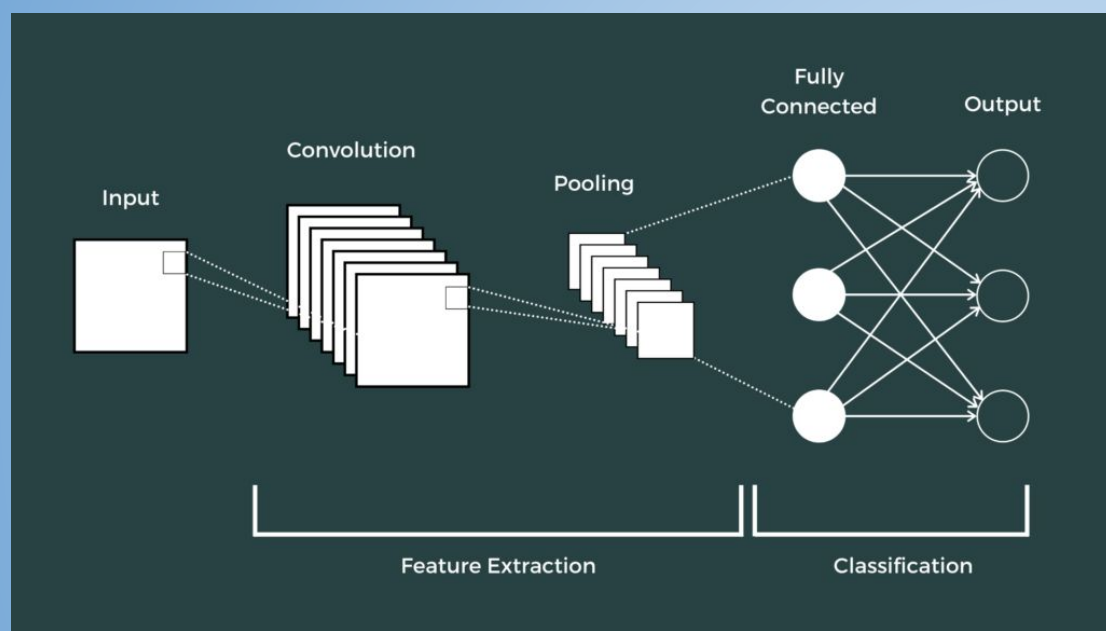 Input
Convolution
Pooling
Fully
Connected
Output
Feature Extraction
Classification